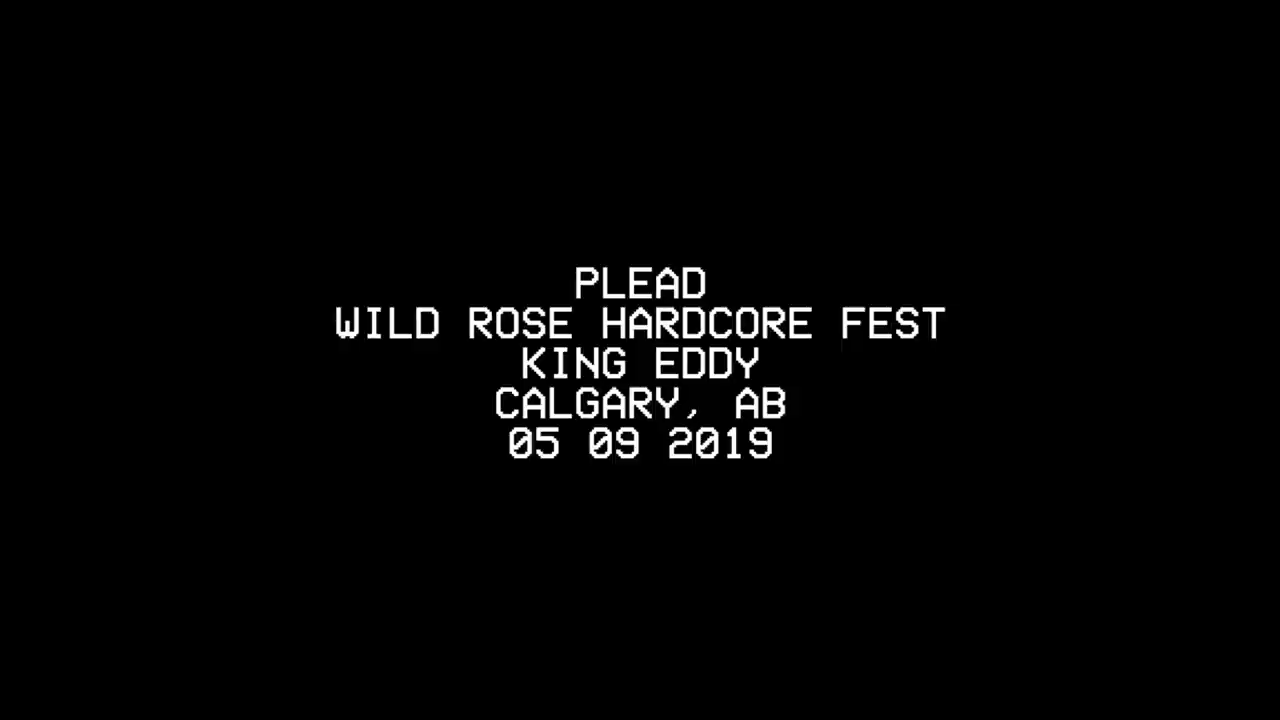 PLEAD
WILD ROSE HARDCORE FEST
KING EDDY
CALGARY, AB
05 09 2019